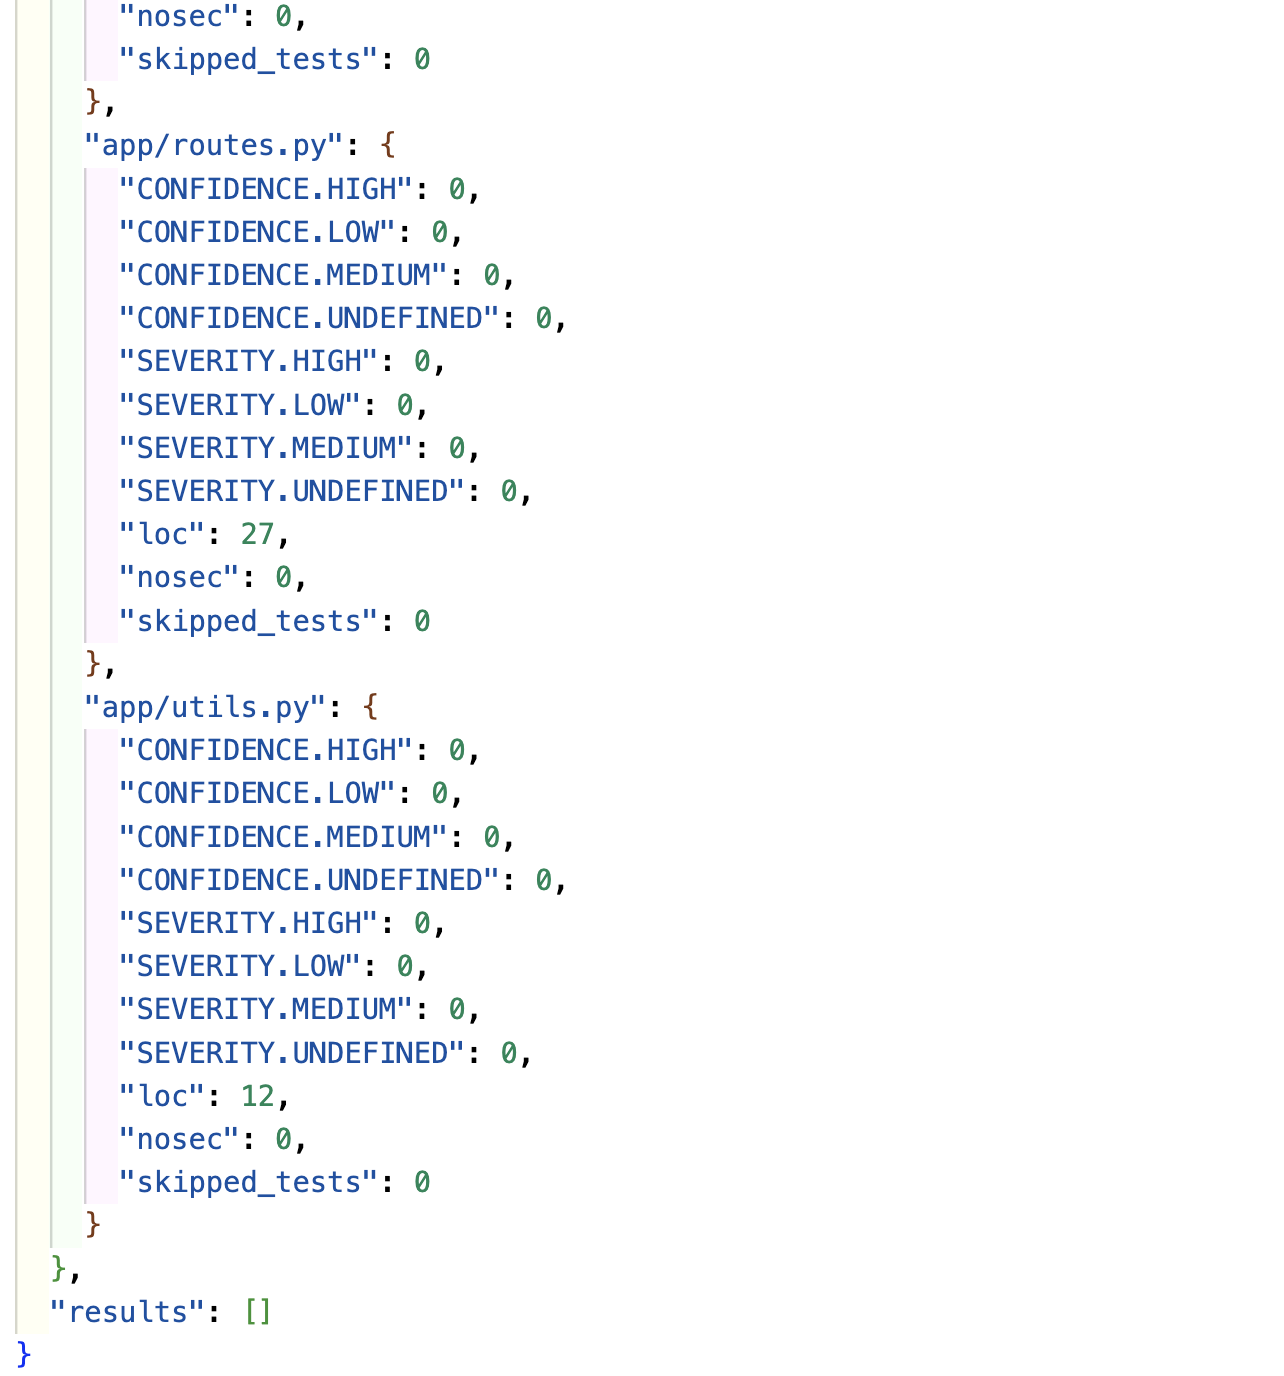 "nosec": 0,
"skipped_tests": 0
},
"app/routes.py": {
"CONFIDENCE.HIGH": 0,
"CONFIDENCE.LOW": 0,
"CONFIDENCE.MEDIUM": 0,
"CONFIDENCE.UNDEFINED": 0,
"SEVERITY.HIGH": 0,
"SEVERITY.LOW": 0,
"SEVERITY.MEDIUM": 0,
"SEVERITY.UNDEFINED": 0,
"loc": 27,
"nosec": 0,
"skipped_tests": 0
},
"app/utils.py": {
"CONFIDENCE.HIGH": 0,
"CONFIDENCE.LOW": 0,
"CONFIDENCE.MEDIUM": 0,
"CONFIDENCE.UNDEFINED": 0,
"SEVERITY.HIGH": 0,
"SEVERITY.LOW": 0,
"SEVERITY.MEDIUM": 0,
"SEVERITY.UNDEFINED": 0,
"loc": 12,
"nosec": 0,
"skipped_tests": 0
}
},
"results": []
}